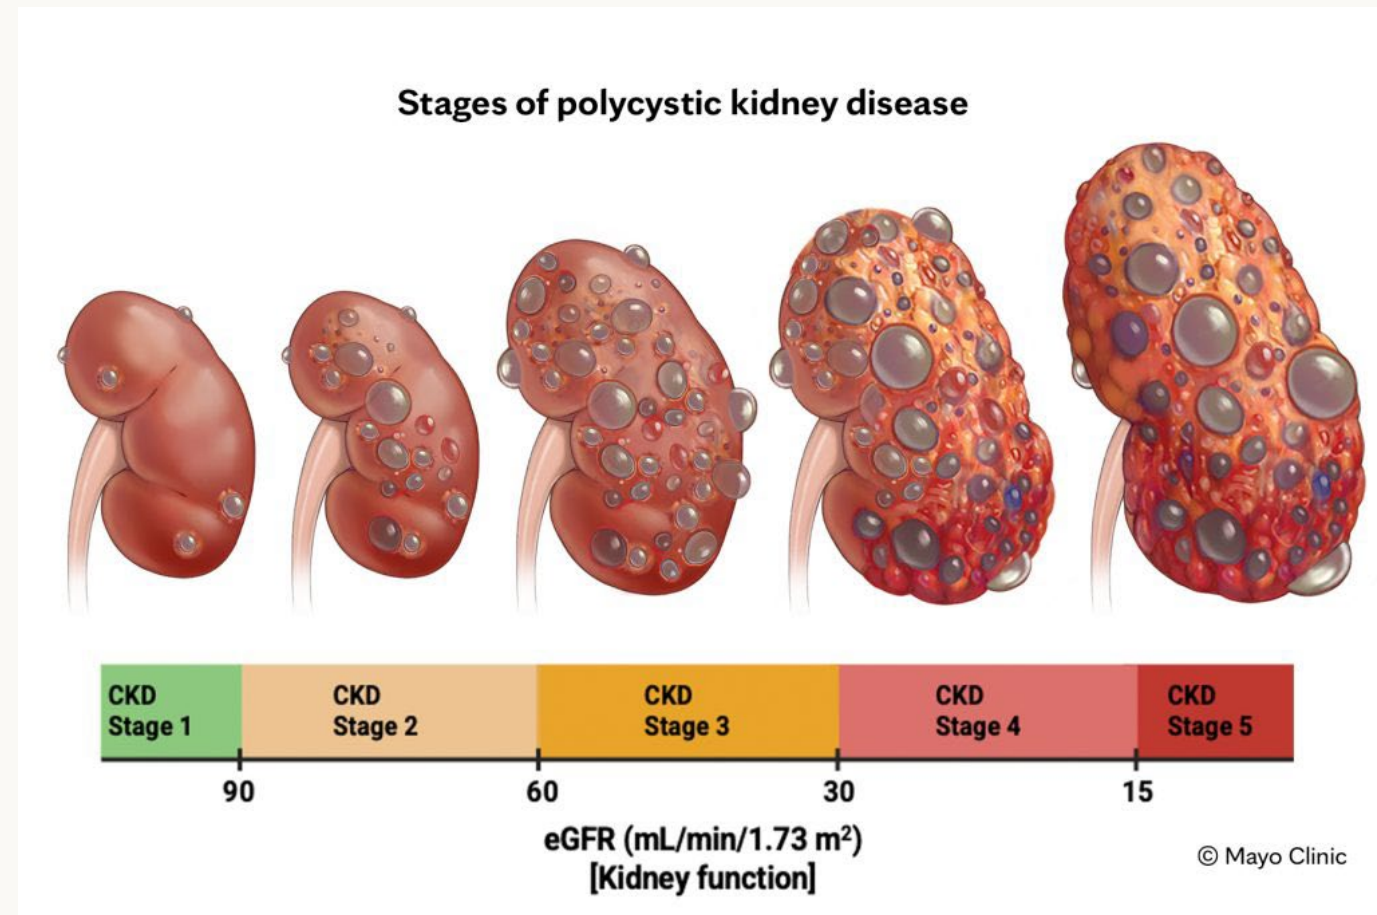 Stages of polycystic kidney disease
CKD
Stage 1
CKD
Stage 2
CKD
Stage 3
CKD
Stage 4
CKD
Stage 5
90
60
30
15
eGFR (mL/min/1.73 m²)
[Kidney function]
© Mayo Clinic